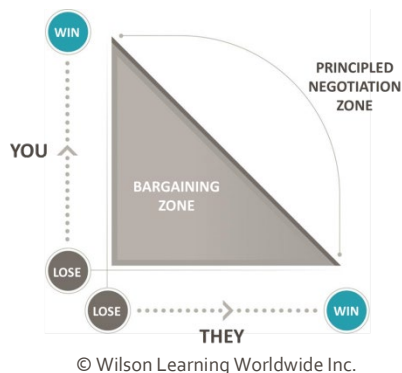 WIN
PRINCIPLED
NEGOTIATION
ZONE
YOU
BARGAINING
ZONE
LOSE
LOSE
WIN
THEY
© Wilson Learning Worldwide Inc.